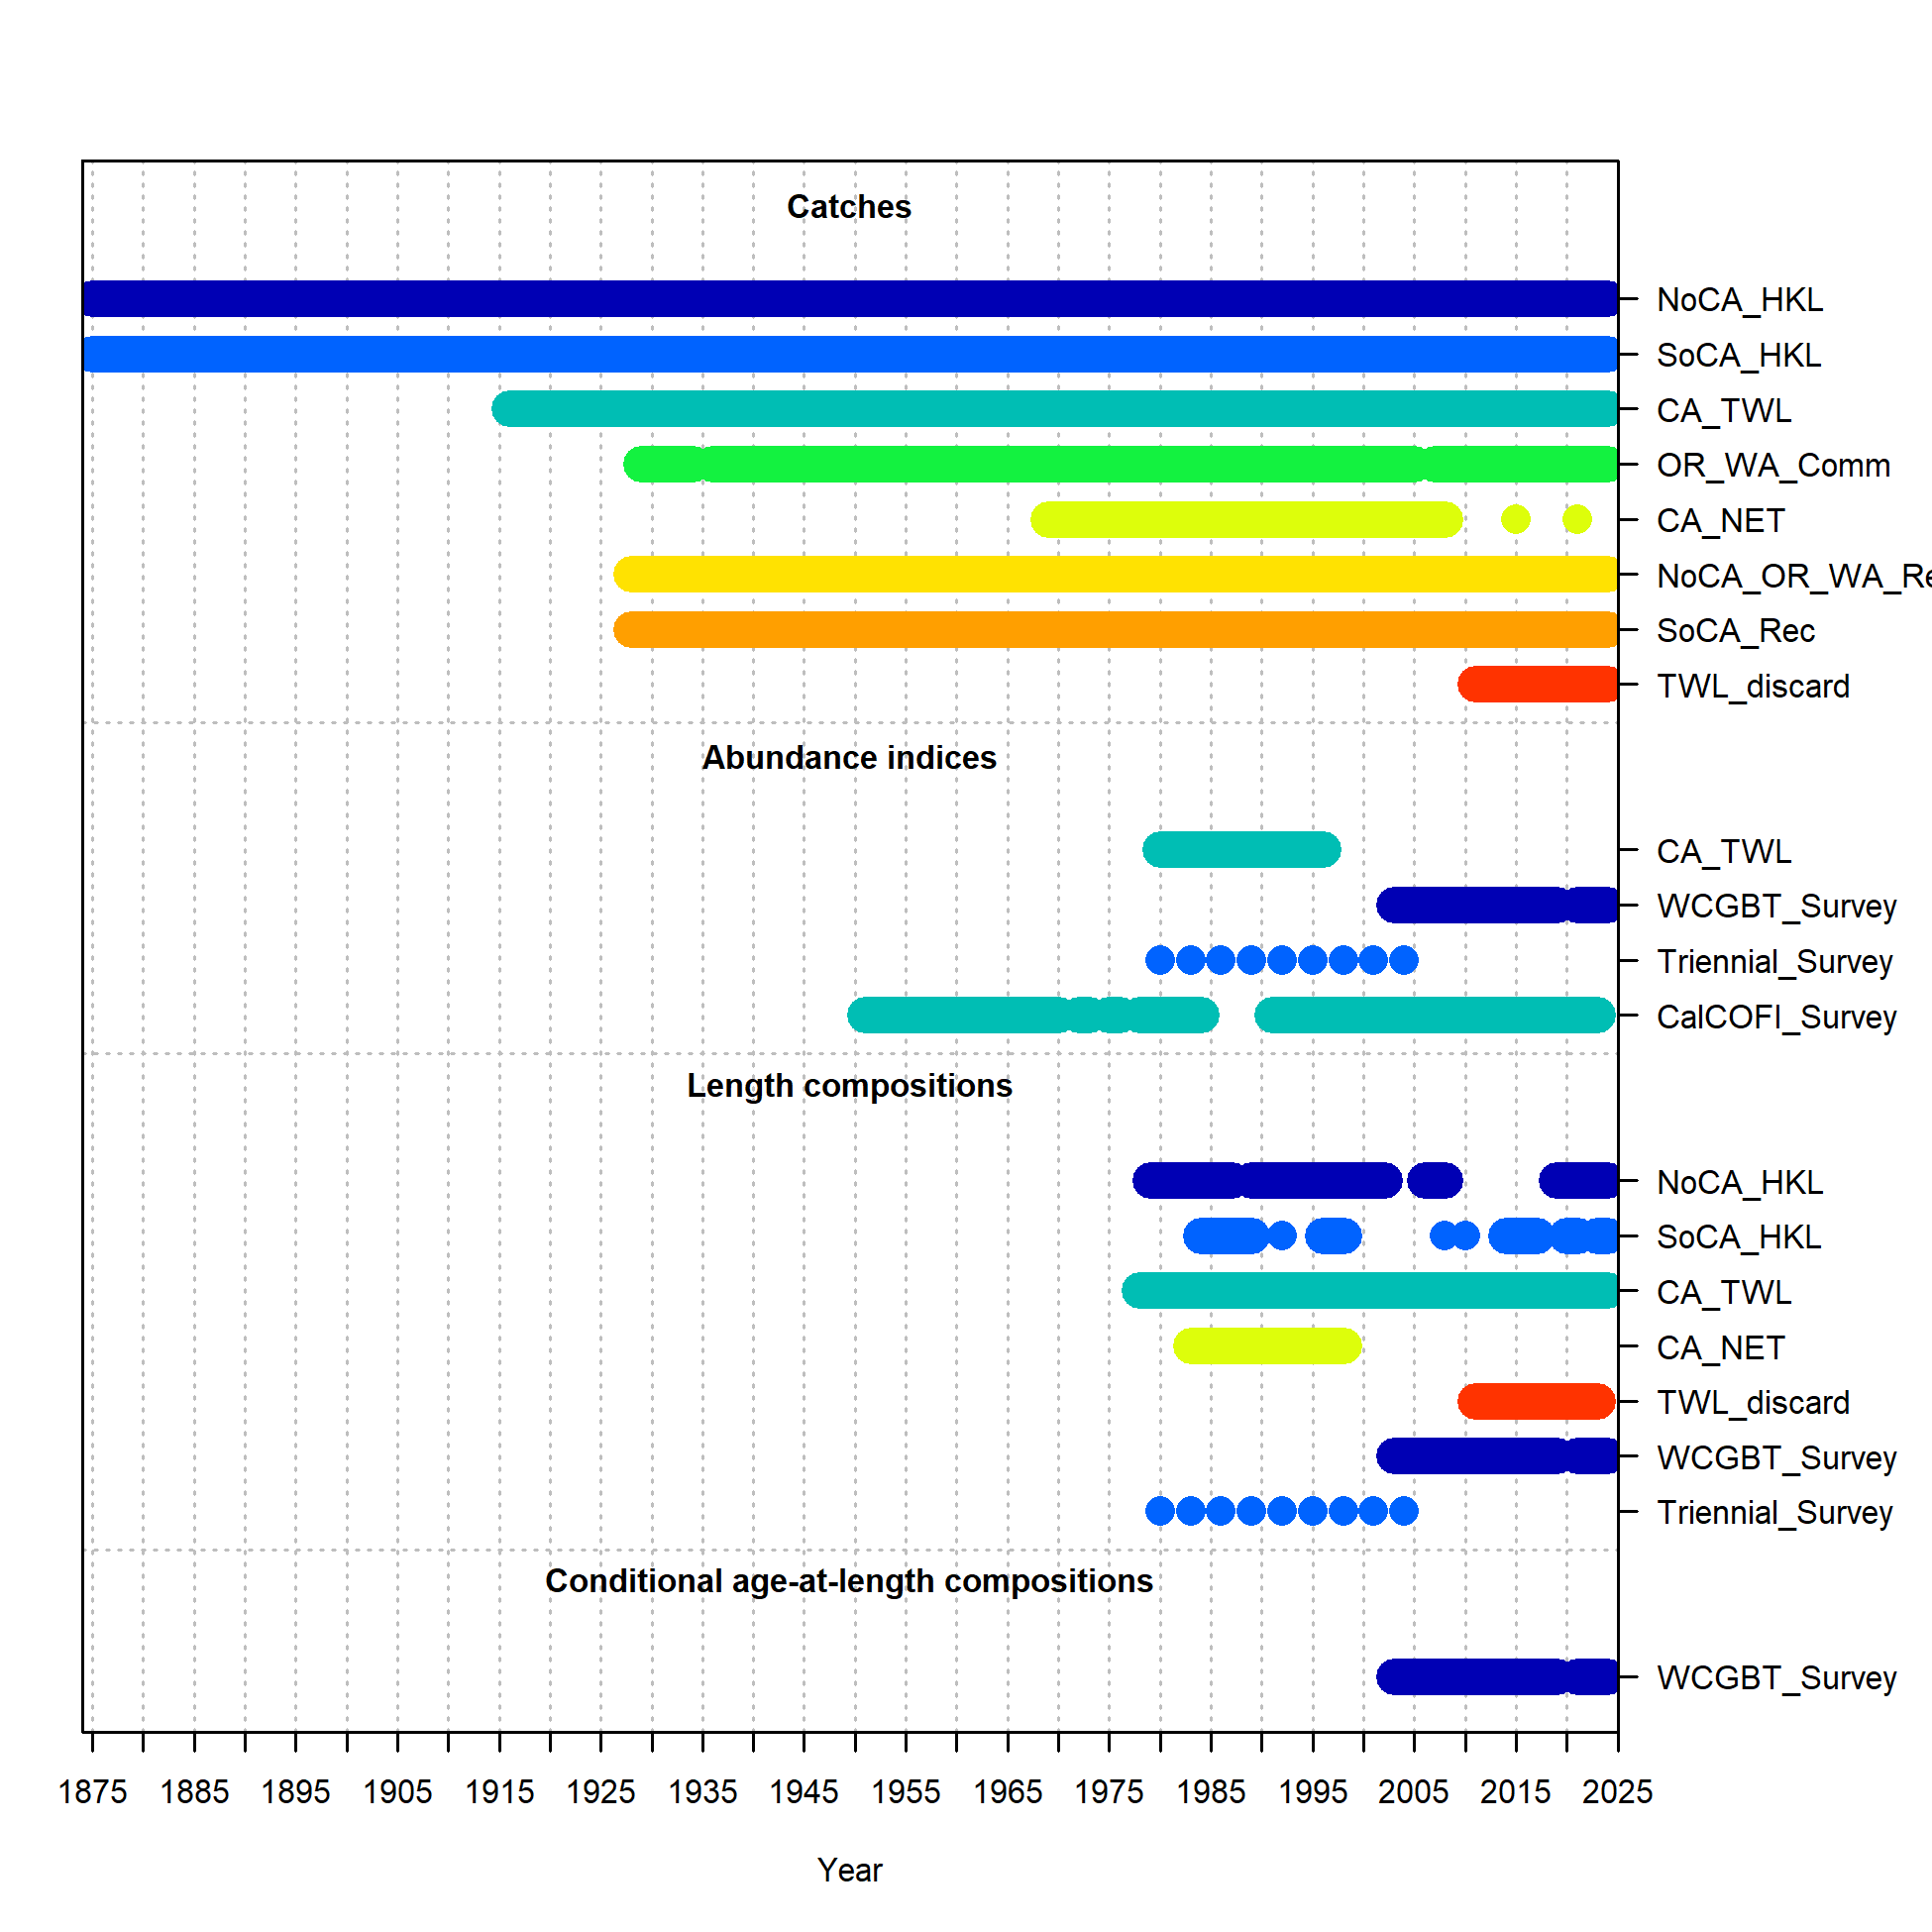 Catches
NoCA_HKL
SoCA_HKL
CA_TWL
OR_WA_Comm
CA_NET
NoCA_OR_WA_Re
SoCA_Rec
TWL_discard
Abundance indices
CA_TWL
WCGBT_Survey
Triennial_Survey
CalCOFI_Survey
Length compositions
NoCA_HKL
SoCA_HKL
CA_TWL
CA_NET
TWL_discard
WCGBT_Survey
Triennial_Survey
Conditional age-at-length compositions
WCGBT_Survey
1875 1885 1895 1905 1915 1925 1935 1945 1955 1965 1975 1985 1995 2005 2015 2025
Year